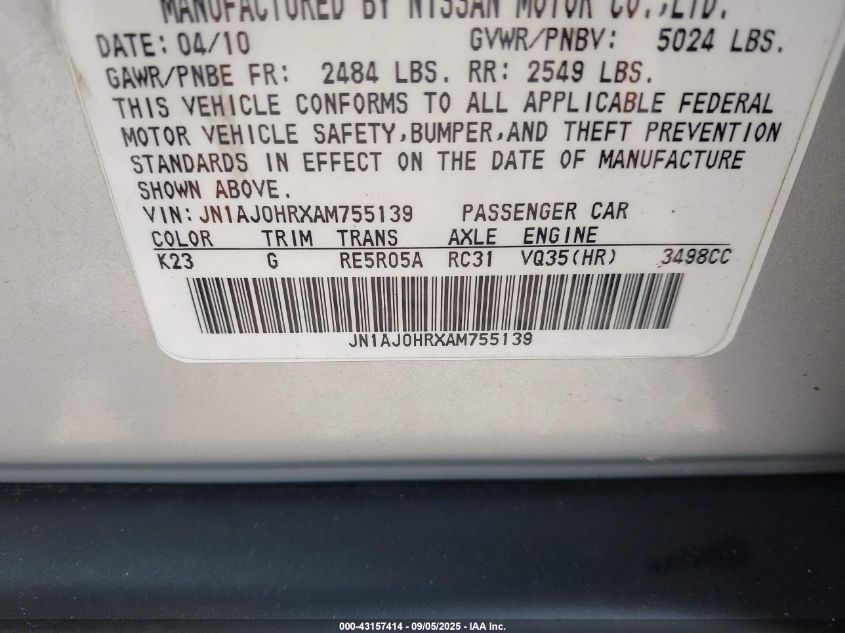 MANUFACTURED BY NISSAN MOTOR CO.,LTD.
DATE: 04/10 GVWR/PNBV: 5024 LBS.
GAWR/PNBE FR: 2484 LBS. RR: 2549 LBS.
THIS VEHICLE CONFORMS TO ALL APPLICABLE FEDERAL
MOTOR VEHICLE SAFETY,BUMPER,AND THEFT PREVENTION
STANDARDS IN EFFECT ON THE DATE OF MANUFACTURE
SHOWN ABOVE.
VIN: JN1AJ0HRXAM755139 PASSENGER CAR
COLOR TRIM TRANS AXLE ENGINE
K23 G RE5R05A RC31 VQ35(HR) 3498CC
JN1AJ0HRXAM755139
000-43157414 - 09/05/2025 - IAA Inc.